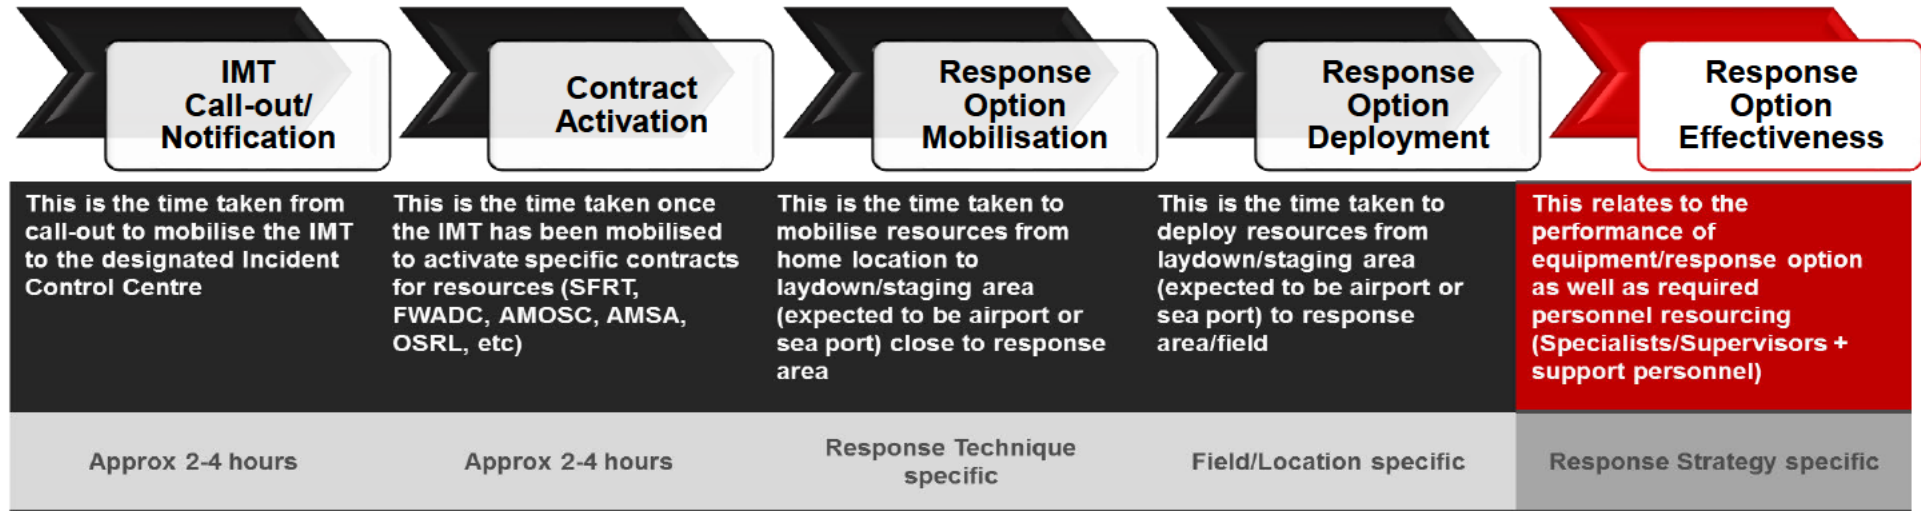 IMT
Call-out/
Notification
Contract
Activation
Response
Option
Mobilisation
Response
Option
Deployment
Response
Option
Effectiveness
This is the time taken from
call-out to mobilise the IMT
to the designated Incident
Control Centre
This is the time taken once
the IMT has been mobilised
to activate specific contracts
for resources (SFRT,
FWADC, AMOSC, AMSA,
OSRL, etc)
This is the time taken to
mobilise resources from
home location to
laydown/staging area
(expected to be airport or
sea port) close to response
area
This is the time taken to
deploy resources from
laydown/staging area
(expected to be airport or
sea port) to response
area/field
This relates to the
performance of
equipment/response option
as well as required
personnel resourcing
(Specialists/Supervisors +
support personnel)
Approx 2-4 hours
Approx 2-4 hours
Response Technique
specific
Field/Location specific
Response Strategy specific